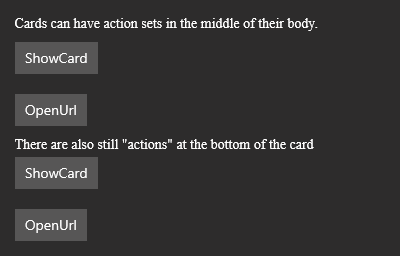 Cards can have action sets in the middle of their body.
ShowCard
OpenUrl
There are also still "actions" at the bottom of the card
ShowCard
OpenUrl